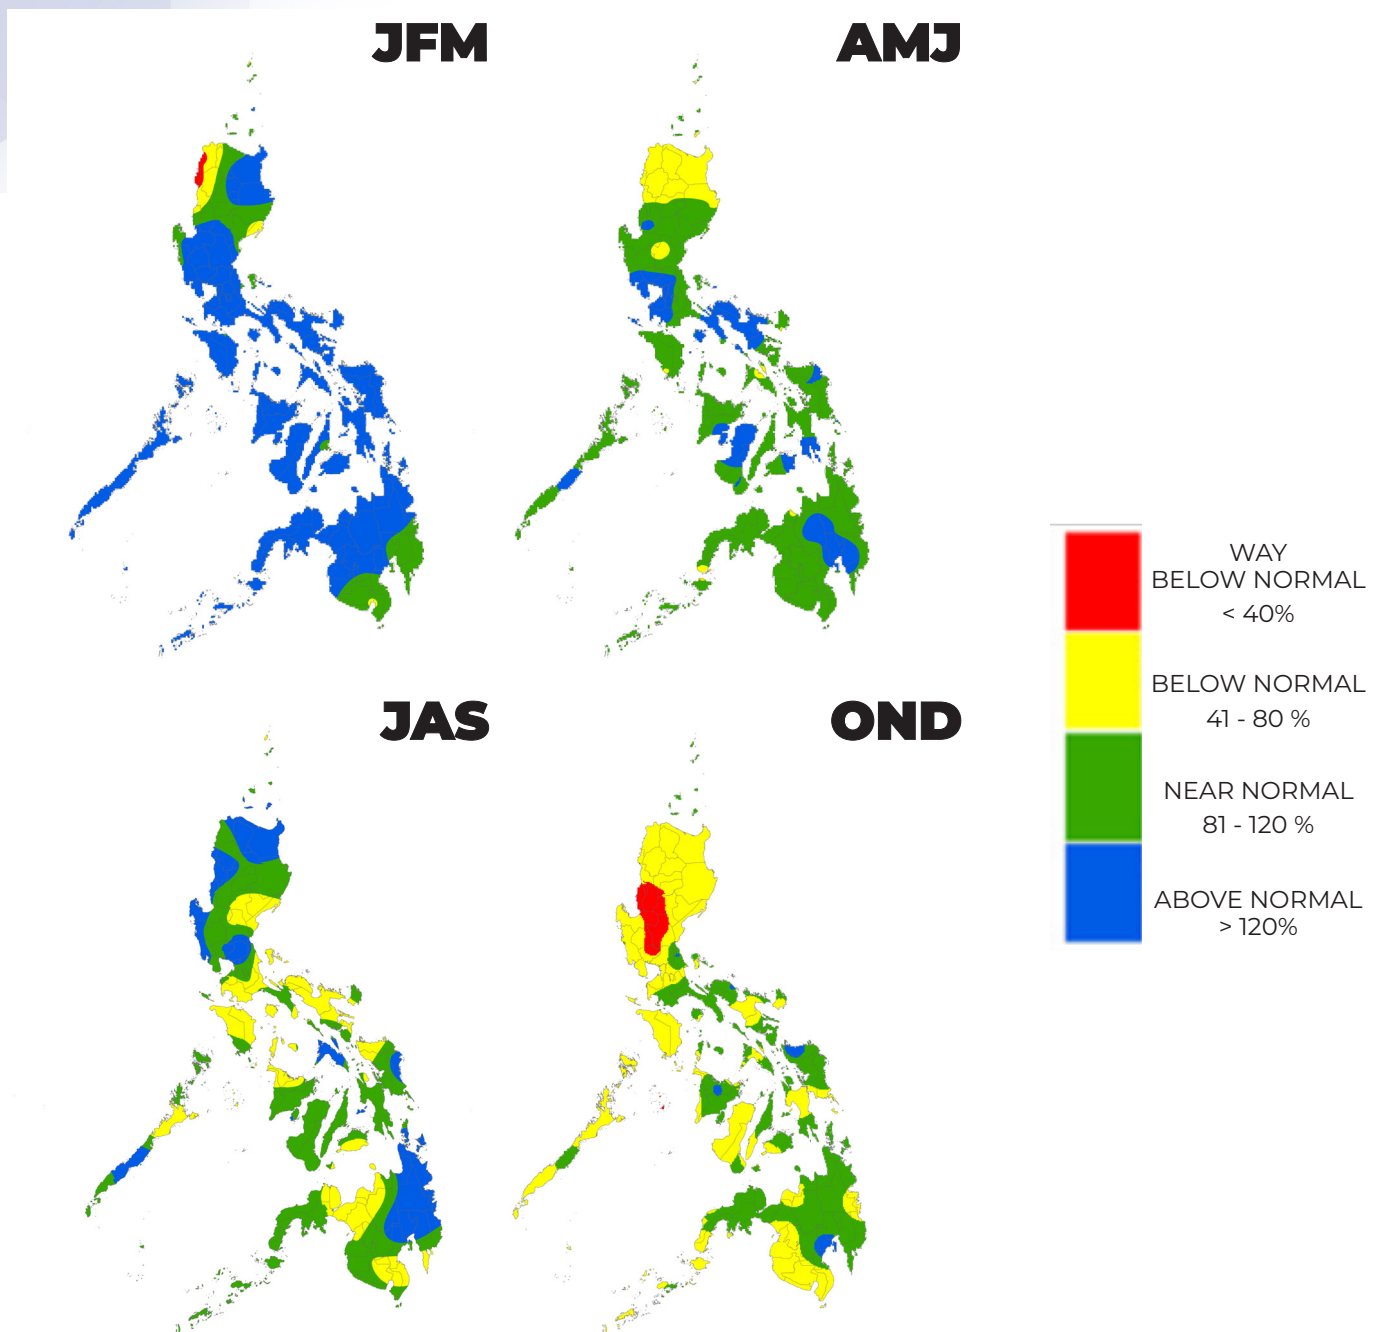 JFM
AMJ
JAS
OND
WAY
BELOW NORMAL
< 40%
BELOW NORMAL
41 - 80 %
NEAR NORMAL
81 - 120 %
ABOVE NORMAL
> 120%